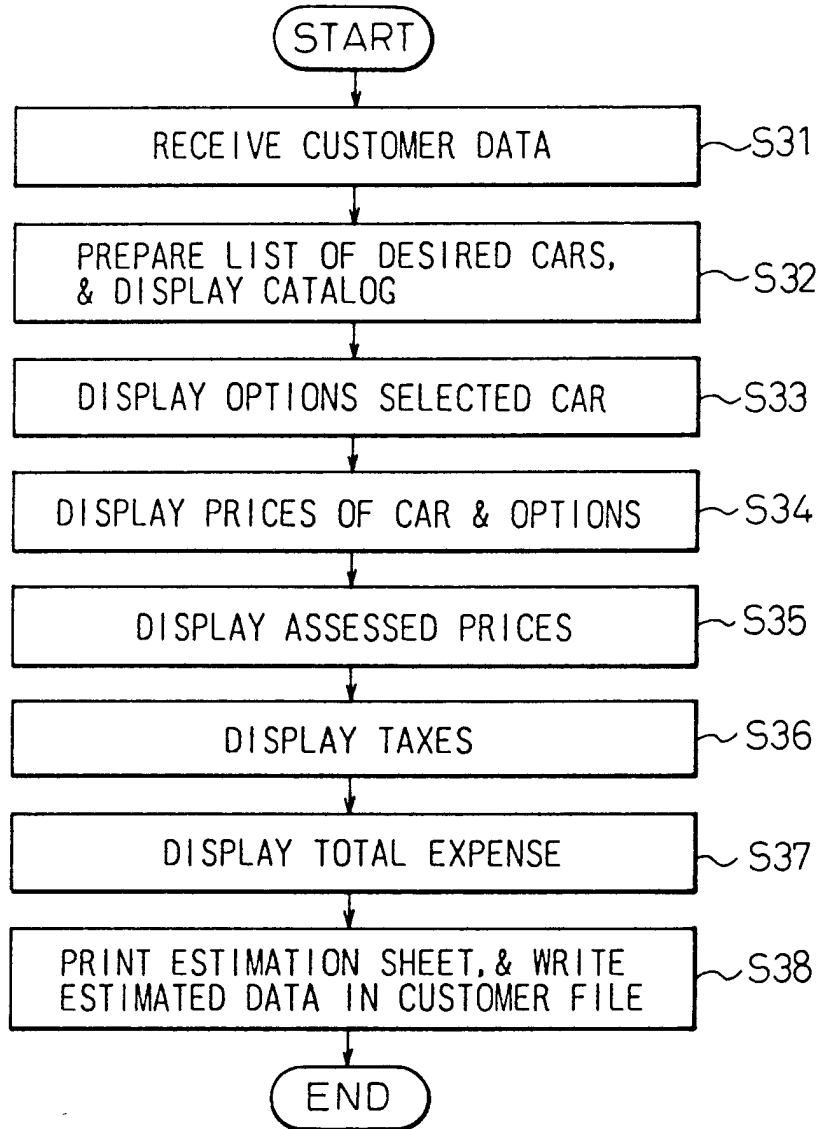 START
RECEIVE CUSTOMER DATA
S31
PREPARE LIST OF DESIRED CARS,
& DISPLAY CATALOG
S32
DISPLAY OPTIONS SELECTED CAR
S33
DISPLAY PRICES OF CAR & OPTIONS
S34
DISPLAY ASSESSED PRICES
S35
DISPLAY TAXES
S36
DISPLAY TOTAL EXPENSE
S37
PRINT ESTIMATION SHEET, & WRITE
ESTIMATED DATA IN CUSTOMER FILE
S38
END